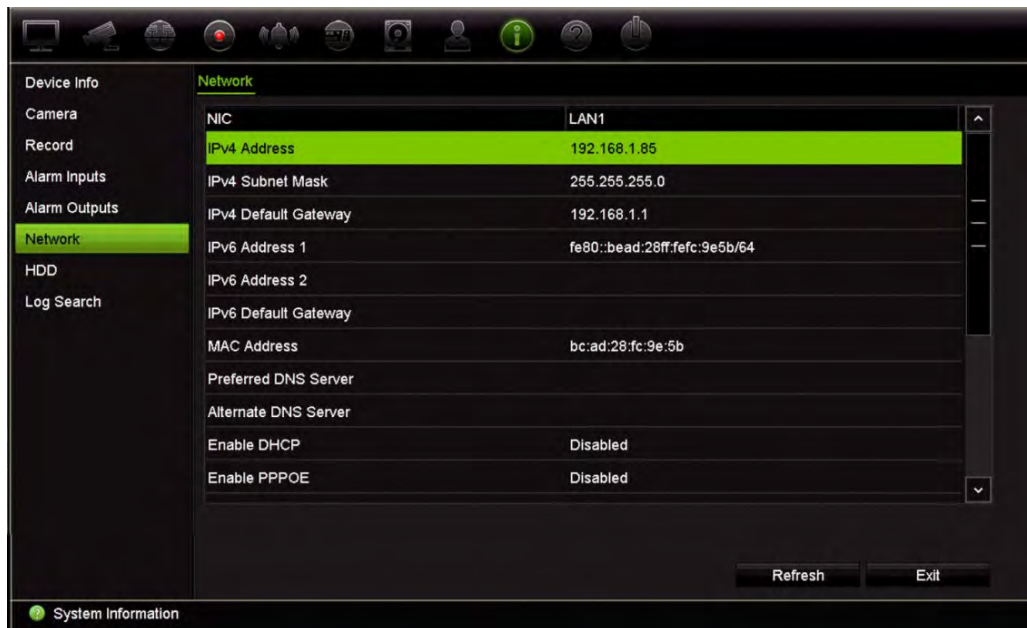 Device Info
Camera
Record
Alarm Inputs
Alarm Outputs
Network
HDD
Log Search
Network
NIC LAN1
IPv4 Address 192.168.1.85
IPv4 Subnet Mask 255.255.255.0
IPv4 Default Gateway 192.168.1.1
IPv6 Address 1 fe80::bead:28ff:fefc:9e5b/64
IPv6 Address 2
IPv6 Default Gateway
MAC Address bc:ad:28:fc:9e:5b
Preferred DNS Server
Alternate DNS Server
Enable DHCP Disabled
Enable PPPOE Disabled
Refresh Exit
System Information